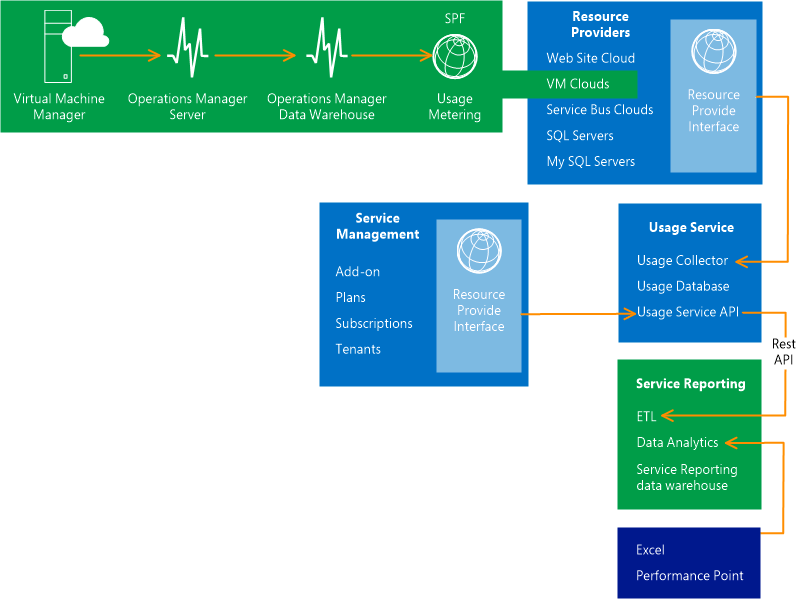 Virtual Machine
Manager
Operations Manager
Server
Operations Manager
Data Warehouse
SPF
Usage
Metering
Resource
Providers
Web Site Cloud
VM Clouds
Service Bus Clouds
SQL Servers
My SQL Servers
Resource
Provide
Interface
Service
Management
Add-on
Plans
Subscriptions
Tenants
Resource
Provide
Interface
Usage Service
Usage Collector
Usage Database
Usage Service API
Rest
API
Service Reporting
ETL
Data Analytics
Service Reporting
data warehouse
Excel
Performance Point